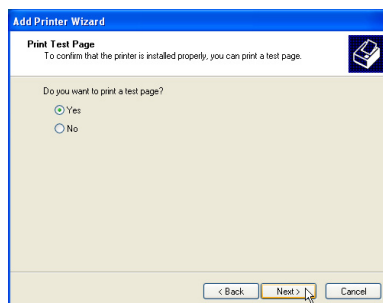 Add Printer Wizard
Print Test Page
To confirm that the printer is installed properly, you can print a test page.
Do you want to print a test page?
Yes
No
< Back Next > Cancel